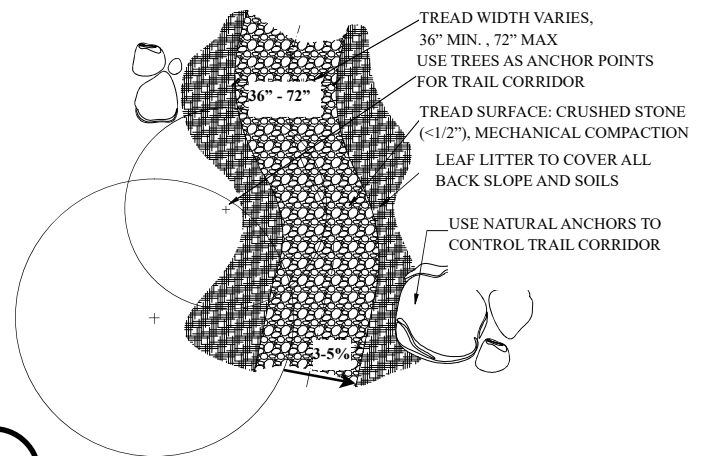 TREAD WIDTH VARIES,
36” MIN. , 72” MAX
USE TREES AS ANCHOR POINTS
FOR TRAIL CORRIDOR
36” - 72”
TREAD SURFACE: CRUSHED STONE
(<1/2”), MECHANICAL COMPACTION
LEAF LITTER TO COVER ALL
BACK SLOPE AND SOILS
USE NATURAL ANCHORS TO
CONTROL TRAIL CORRIDOR
3-5%